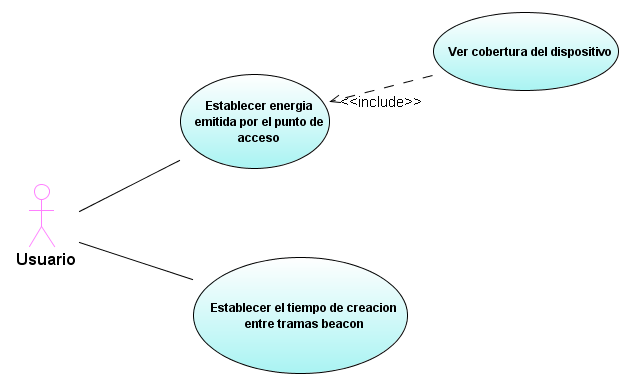 Ver cobertura del dispositivo
<<include>>
Establecer energia
emitida por el punto de
acceso
Usuario
Establecer el tiempo de creacion
entre tramas beacon